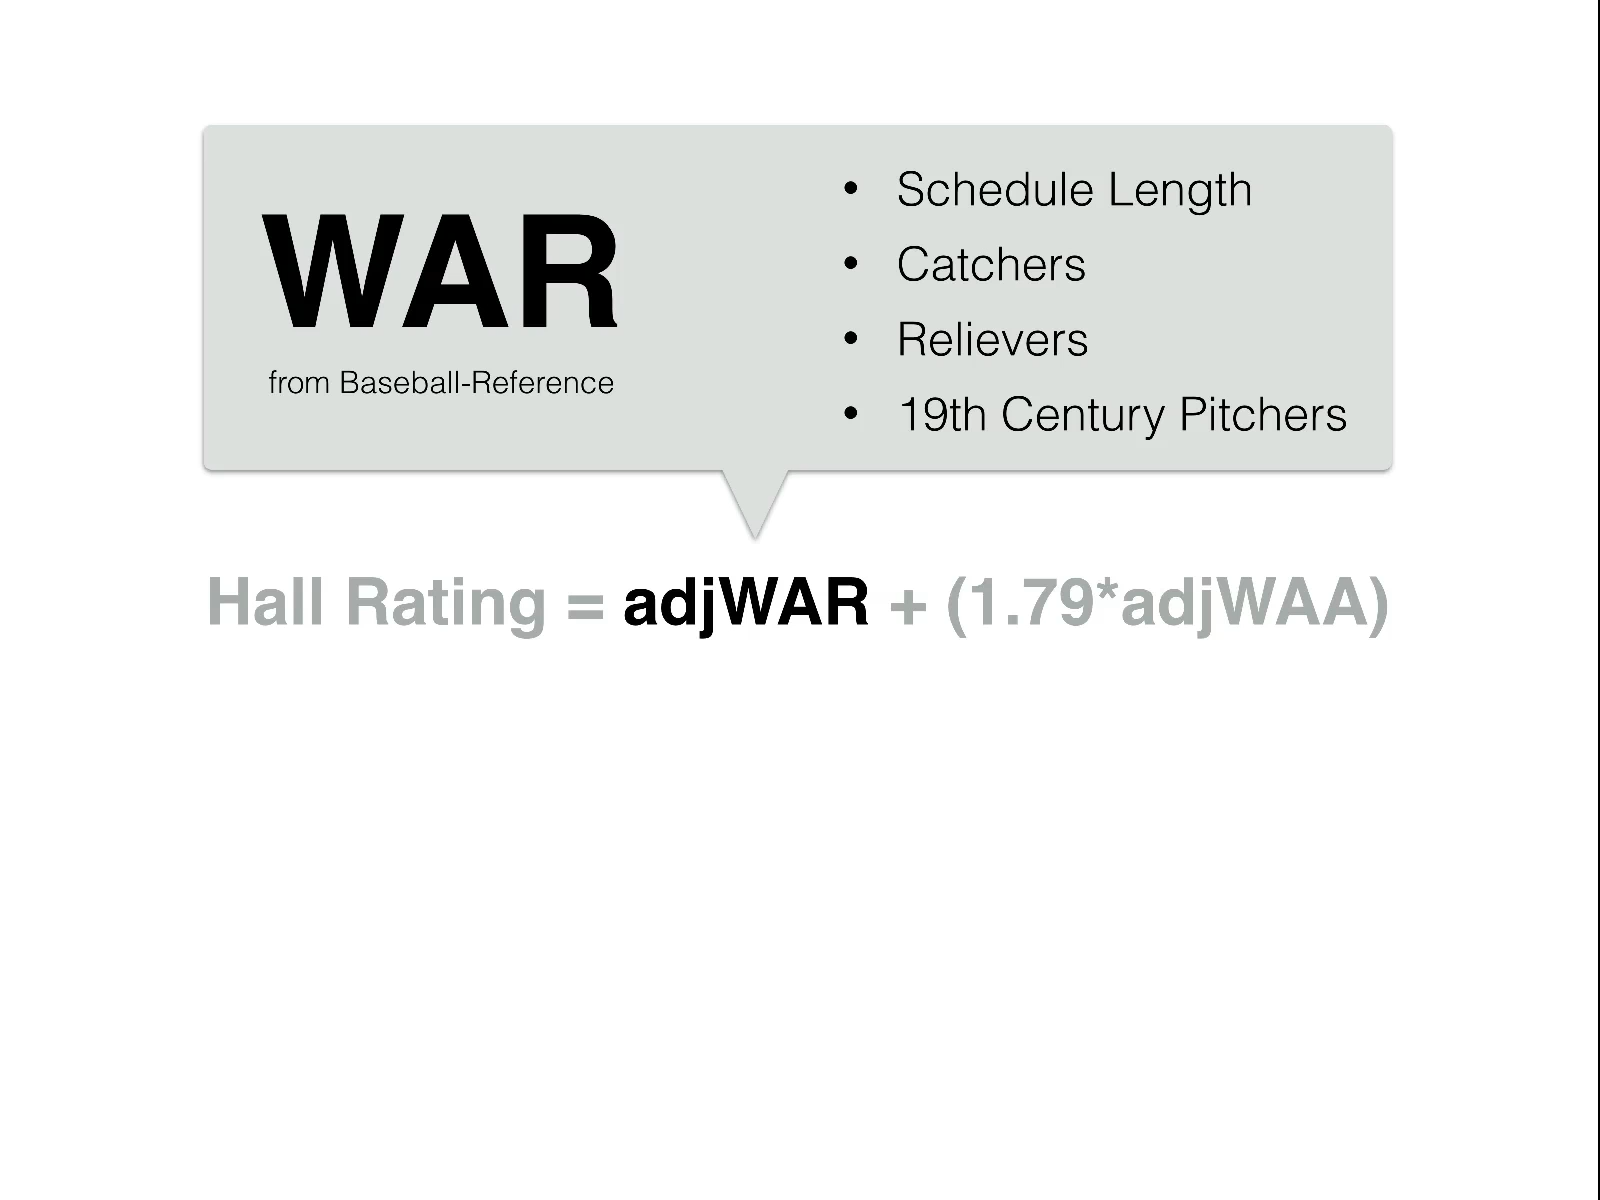 WAR
from Baseball-Reference
• Schedule Length
• Catchers
• Relievers
• 19th Century Pitchers
Hall Rating = adjWAR + (1.79*adjWAA)